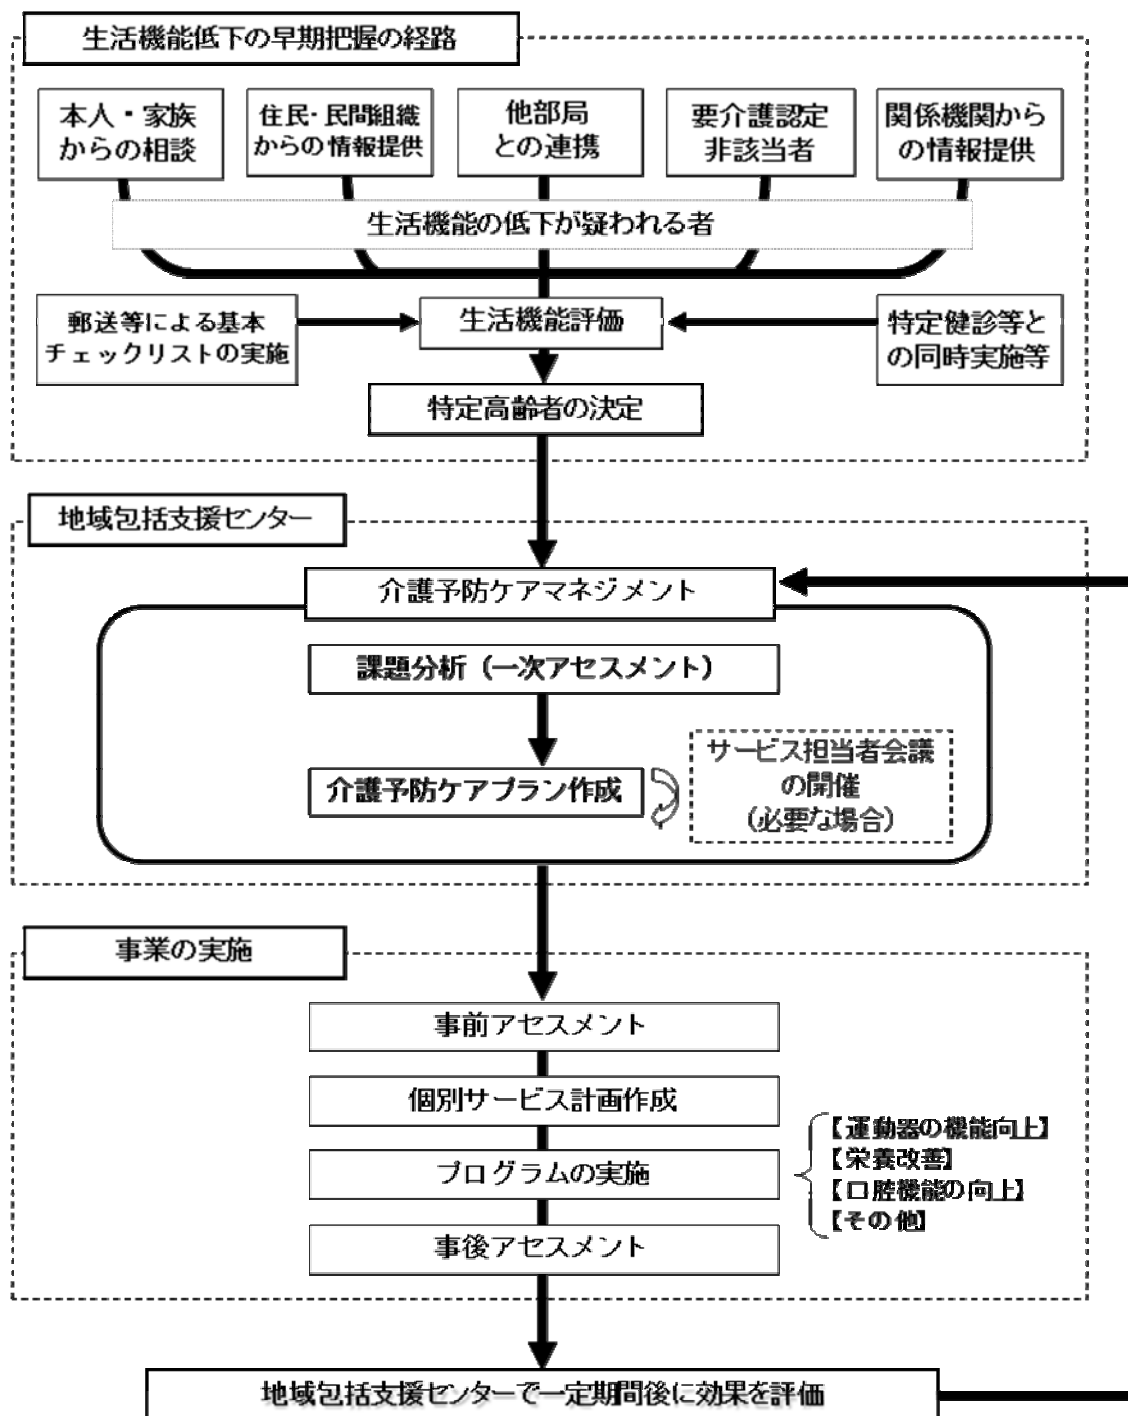 生活機能低下の早期把握の経路
本人・家族
からの相談
住民・民間組織
からの情報提供
他部局
との連携
要介護認定
非該当者
関係機関から
の情報提供
生活機能の低下が疑われる者
郵送等による基本
チェックリストの実施
生活機能評価
特定健診等と
の同時実施等
特定高齢者の決定
地域包括支援センター
介護予防ケアマネジメント
課題分析（一次アセスメント）
介護予防ケアプラン作成
サービス担当者会議
の開催
（必要な場合）
事業の実施
事前アセスメント
個別サービス計画作成
プログラムの実施
【運動器の機能向上】
【栄養改善】
【口腔機能の向上】
【その他】
事後アセスメント
地域包括支援センターで一定期間後に効果を評価